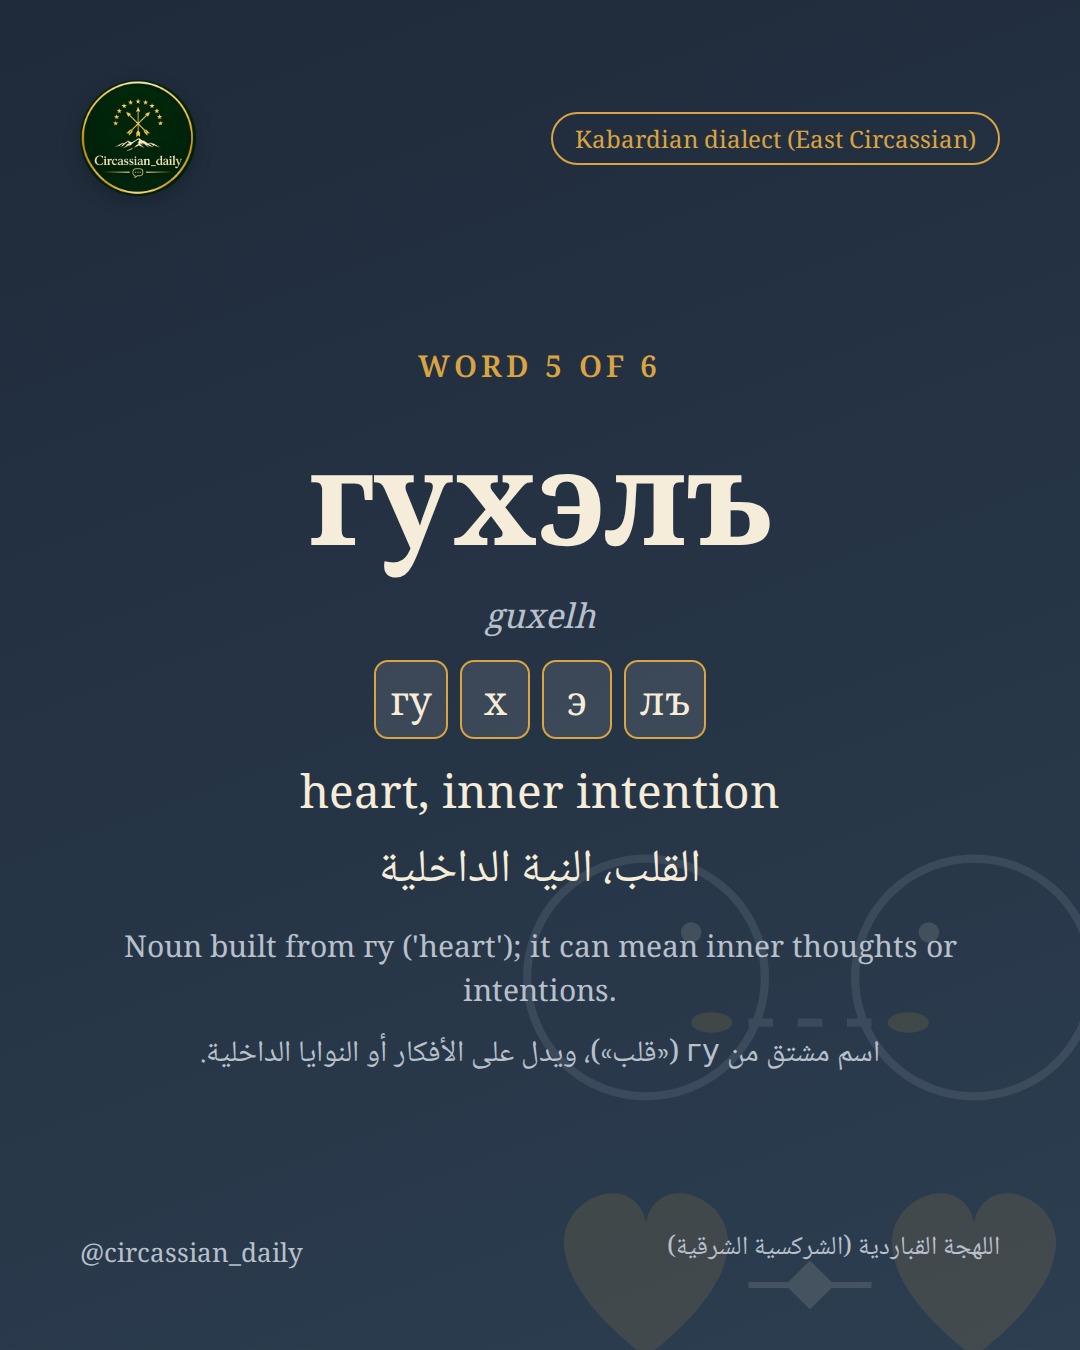 Circassian_daily
Kabardian dialect (East Circassian)
WORD 5 OF 6
гухэлъ
guxelh
гу х э лъ
heart, inner intention
القلب، النية الداخلية
Noun built from гу ('heart'); it can mean inner thoughts or
intentions.
اسم مشتق من гу («قلب»)، ويدل على الأفكار أو النوايا الداخلية.
@circassian_daily
اللهجة القباردية (الشركسية الشرقية)